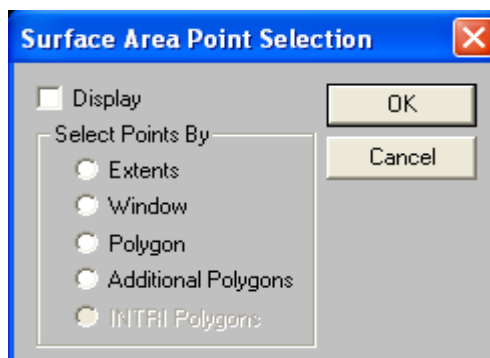 Surface Area Point Selection
Display
OK
Select Points By
Cancel
Extents
Window
Polygon
Additional Polygons
INTRI Polygons